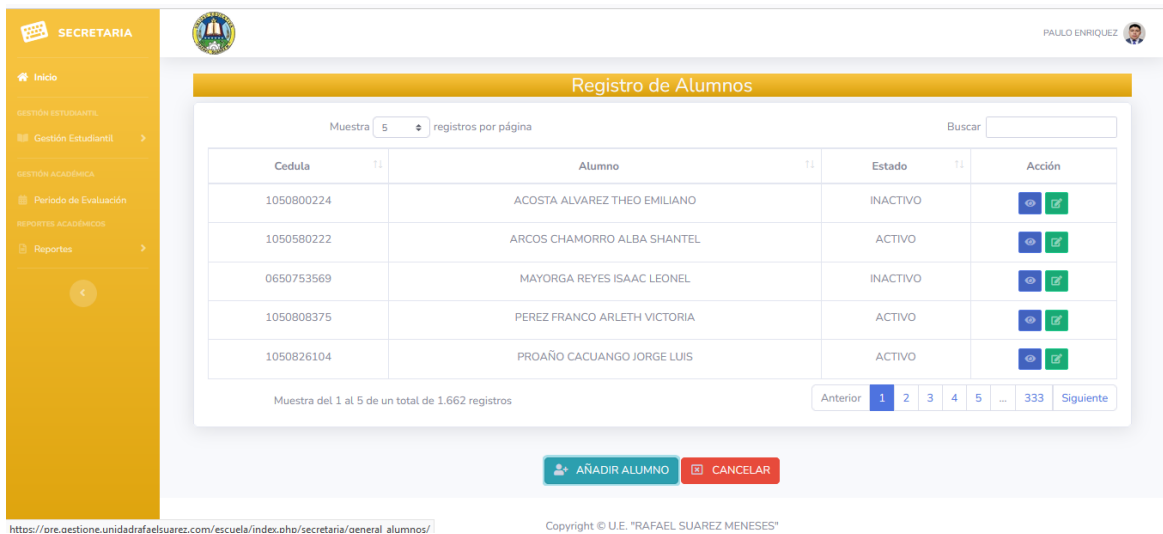 SECRETARIA
PAULO ENRIQUEZ
Inicio
GESTIÓN ESTUDIANTIL
Gestión Estudiantil
GESTIÓN ACADÉMICA
Periodo de Evaluación
REPORTES ACADÉMICOS
Reportes
Registro de Alumnos
Muestra 5 registros por página
Buscar
Cedula Alumno Estado Acción
1050800224 ACOSTA ALVAREZ THEO EMILIANO INACTIVO
1050580222 ARCOS CHAMORRO ALBA SHANTEL ACTIVO
0650753569 MAYORGA REYES ISAAC LEONEL INACTIVO
1050808375 PEREZ FRANCO ARLETH VICTORIA ACTIVO
1050826104 PROAÑO CACUANGO JORGE LUIS ACTIVO
Muestra del 1 al 5 de un total de 1.662 registros
Anterior 1 2 3 4 5 ... 333 Siguiente
AÑADIR ALUMNO
CANCELAR
Copyright © U.E. "RAFAEL SUAREZ MENESES"
https://pre.gestione.unidadrafaelsuarez.com/escuela/index.php/secretaria/general_alumnos/